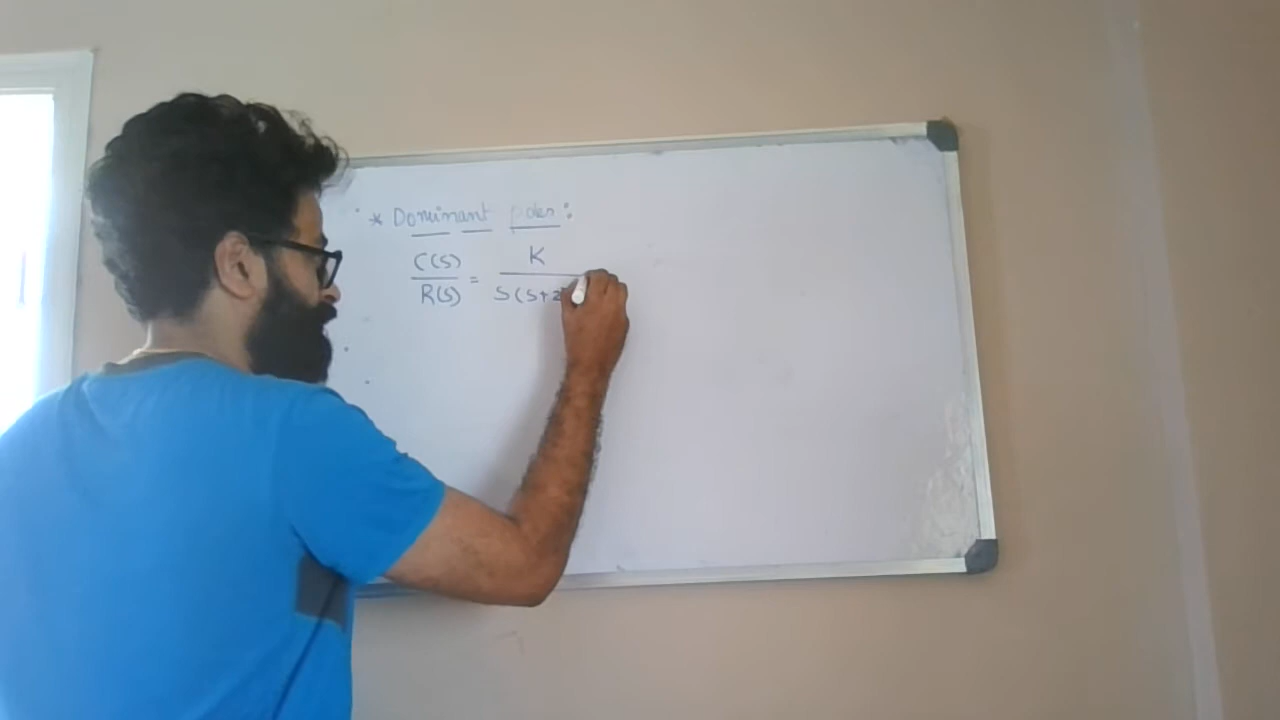 * Dominant poles:
C(S) / R(S) = K / S(S+2